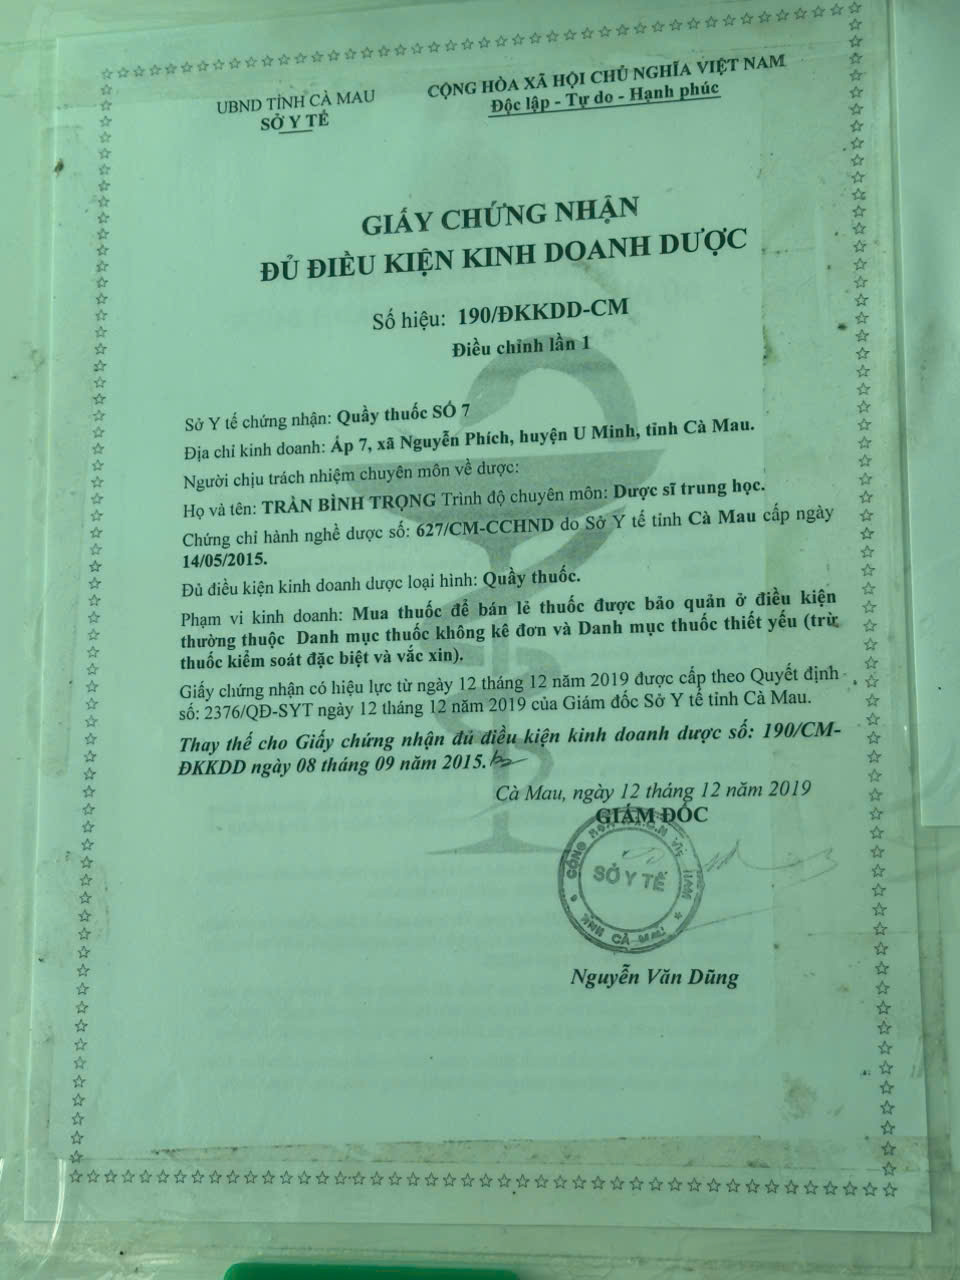 UBND TỈNH CÀ MAU
SỞ Y TẾ
CỘNG HÒA XÃ HỘI CHỦ NGHĨA VIỆT NAM
Độc lập - Tự do - Hạnh phúc
GIẤY CHỨNG NHẬN
ĐỦ ĐIỀU KIỆN KINH DOANH DƯỢC
Số hiệu: 190/ĐKKDD-CM
Điều chỉnh lần 1
Sở Y tế chứng nhận: Quầy thuốc SỐ 7
Địa chỉ kinh doanh: Ấp 7, xã Nguyễn Phích, huyện U Minh, tỉnh Cà Mau.
Người chịu trách nhiệm chuyên môn về dược:
Họ và tên: TRẦN BÌNH TRỌNG Trình độ chuyên môn: Dược sĩ trung học.
Chứng chỉ hành nghề dược số: 627/CM-CCHND do Sở Y tế tỉnh Cà Mau cấp ngày
14/05/2015.
Đủ điều kiện kinh doanh dược loại hình: Quầy thuốc.
Phạm vi kinh doanh: Mua thuốc để bán lẻ thuốc được bảo quản ở điều kiện
thường thuộc Danh mục thuốc không kê đơn và Danh mục thuốc thiết yếu (trừ
thuốc kiểm soát đặc biệt và vắc xin).
Giấy chứng nhận có hiệu lực từ ngày 12 tháng 12 năm 2019 được cấp theo Quyết định
số: 2376/QĐ-SYT ngày 12 tháng 12 năm 2019 của Giám đốc Sở Y tế tỉnh Cà Mau.
Thay thế cho Giấy chứng nhận đủ điều kiện kinh doanh dược số: 190/CM-
ĐKKDD ngày 08 tháng 09 năm 2015.
Cà Mau, ngày 12 tháng 12 năm 2019
GIÁM ĐỐC
SỞ Y TẾ
TỈNH CÀ MAU
Nguyễn Văn Dũng